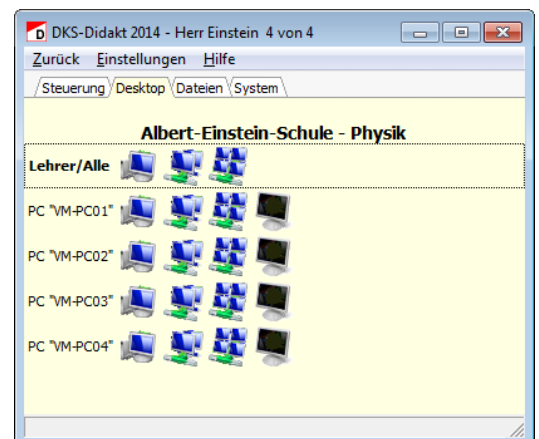 D DKS-Didakt 2014 - Herr Einstein 4 von 4
Zurück Einstellungen Hilfe
Steuerung Desktop Dateien System
Albert-Einstein-Schule - Physik
Lehrer/Alle
PC "VM-PC01"
PC "VM-PC02"
PC "VM-PC03"
PC "VM-PC04"